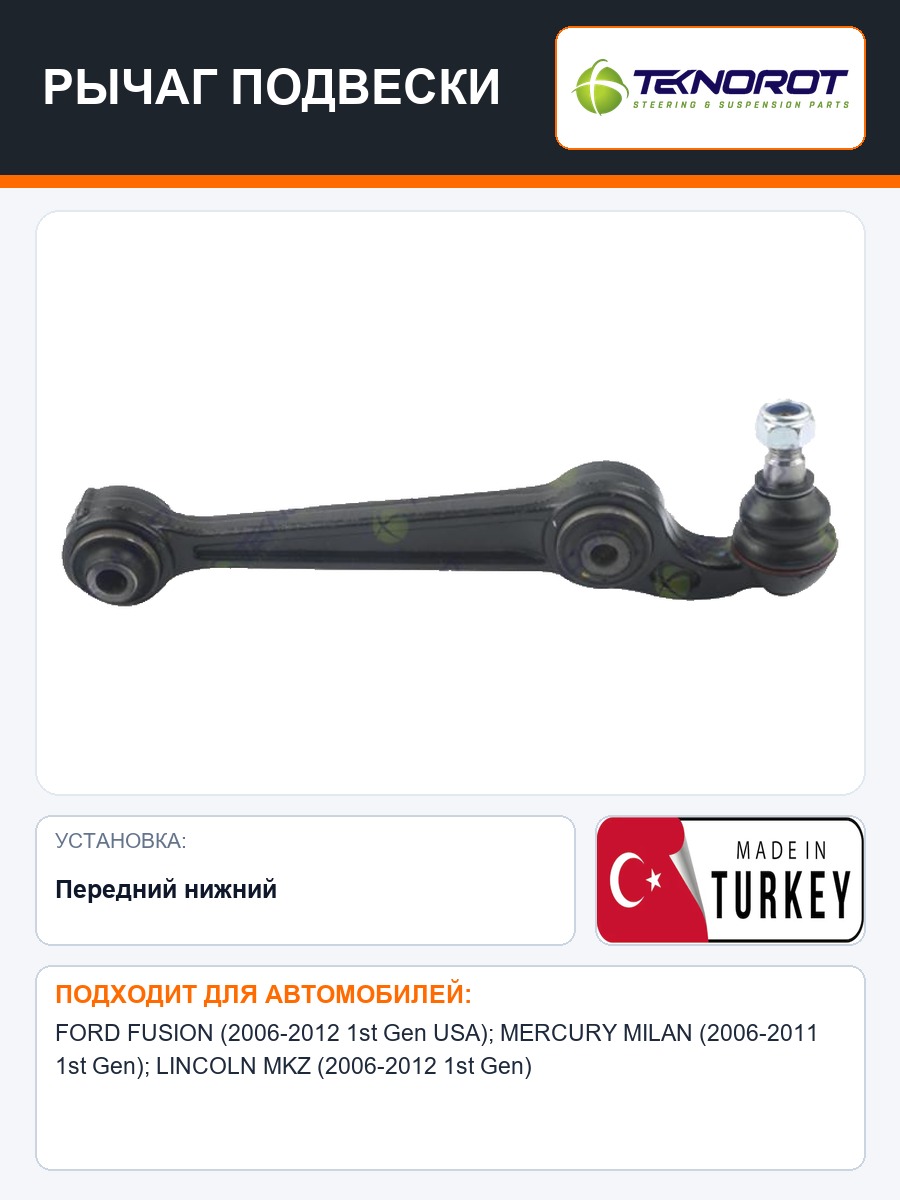 РЫЧАГ ПОДВЕСКИ
TEKNOROT
STEERING & SUSPENSION PARTS
УСТАНОВКА:
Передний нижний
MADE IN
TURKEY
ПОДХОДИТ ДЛЯ АВТОМОБИЛЕЙ:
FORD FUSION (2006-2012 1st Gen USA); MERCURY MILAN (2006-2011
1st Gen); LINCOLN MKZ (2006-2012 1st Gen)